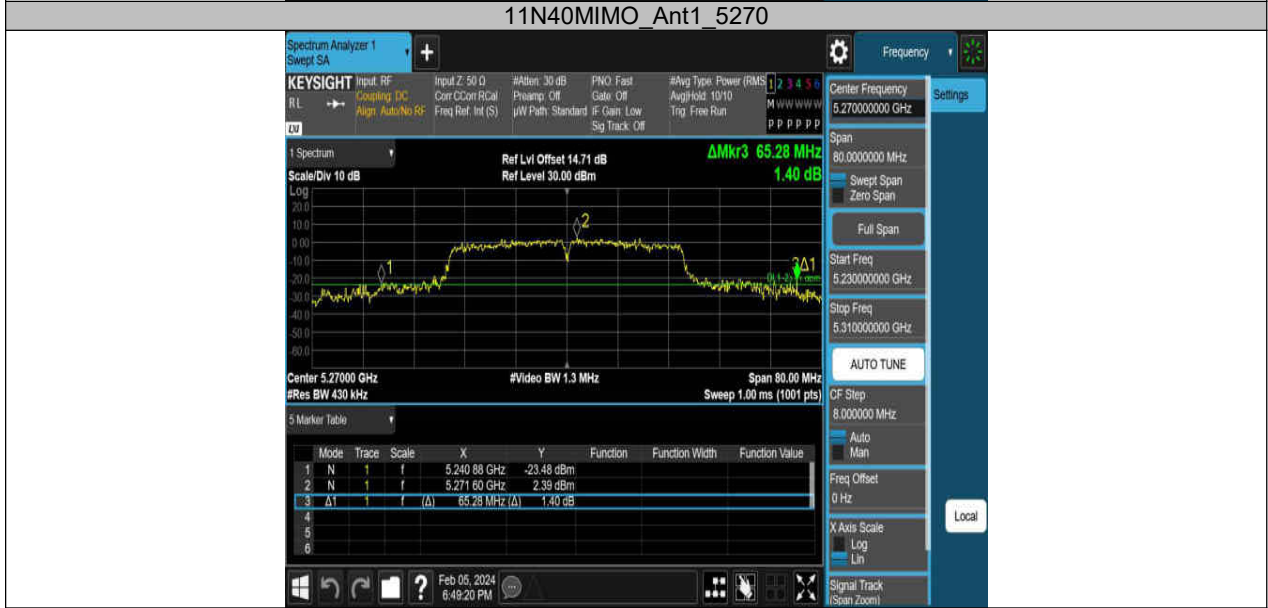 11N40MIMO_Ant1_5270
Spectrum Analyzer 1
Swept SA
+
Frequency
KEYSIGHT
RL
Input: RF
Coupling: DC
Align: Auto/No RF
Input Z: 50 Ω
Corr CCorr RCal
Freq Ref: Int (S)
#Atten: 30 dB
Preamp: Off
µW Path: Standard
PNO: Fast
Gate: Off
IF Gain: Low
Sig Track: Off
#Avg Type: Power (RMS
Avg|Hold: 10/10
Trig: Free Run
1 2 3 4 5 6
M W W W W W
P P P P P P
1 Spectrum
Scale/Div 10 dB
Ref Lvl Offset 14.71 dB
Ref Level 30.00 dBm
ΔMkr3 65.28 MHz
1.40 dB
Log
20.0
10.0
0.00
-10.0
-20.0
-30.0
-40.0
-50.0
-60.0
1
2
3Δ1
Center 5.27000 GHz
#Video BW 1.3 MHz
Span 80.00 MHz
#Res BW 430 kHz
Sweep 1.00 ms (1001 pts)
5 Marker Table
Mode Trace Scale X Y Function Function Width Function Value
1 N 1 f 5.240 88 GHz -23.48 dBm
2 N 1 f 5.271 60 GHz 2.39 dBm
3 Δ1 1 f (Δ) 65.28 MHz (Δ) 1.40 dB
4
5
6
?
Feb 05, 2024
6:49:20 PM
Center Frequency
5.270000000 GHz
Settings
Span
80.0000000 MHz
Swept Span
Zero Span
Full Span
Start Freq
5.230000000 GHz
Stop Freq
5.310000000 GHz
AUTO TUNE
CF Step
8.000000 MHz
Auto
Man
Freq Offset
0 Hz
X Axis Scale
Log
Lin
Local
Signal Track
(Span Zoom)